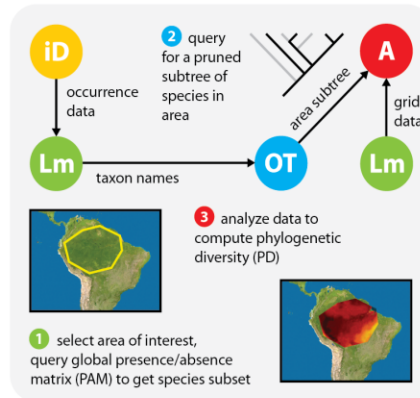 iD
2 query
for a pruned
subtree of
species in
area
A
occurrence
data
area subtree
grid
data
Lm
taxon names
OT
Lm
3 analyze data to
compute phylogenetic
diversity (PD)
1 select area of interest,
query global presence/absence
matrix (PAM) to get species subset